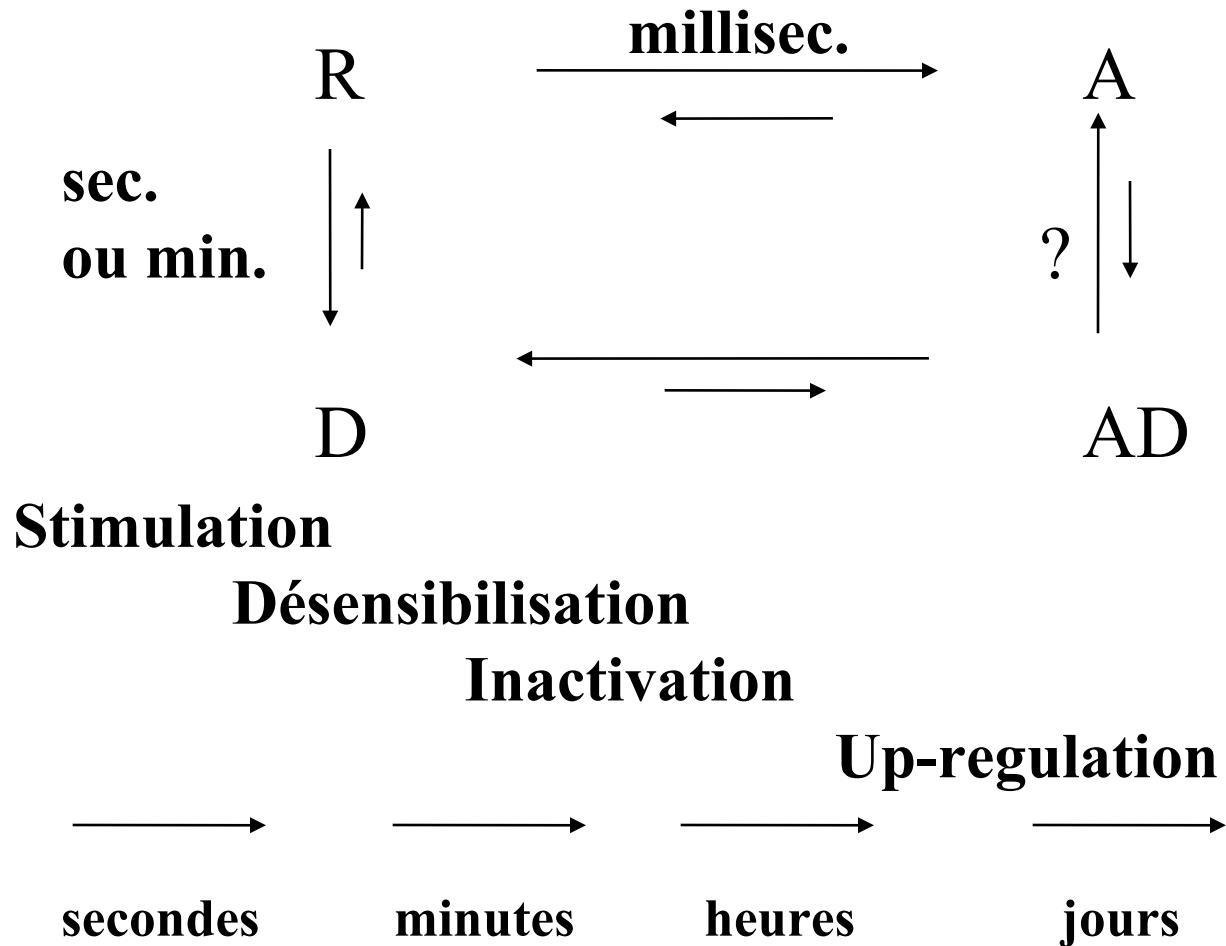 millisec.
R A
sec.
ou min.
?
D AD
Stimulation
Désensibilisation
Inactivation
Up-regulation
secondes minutes heures jours